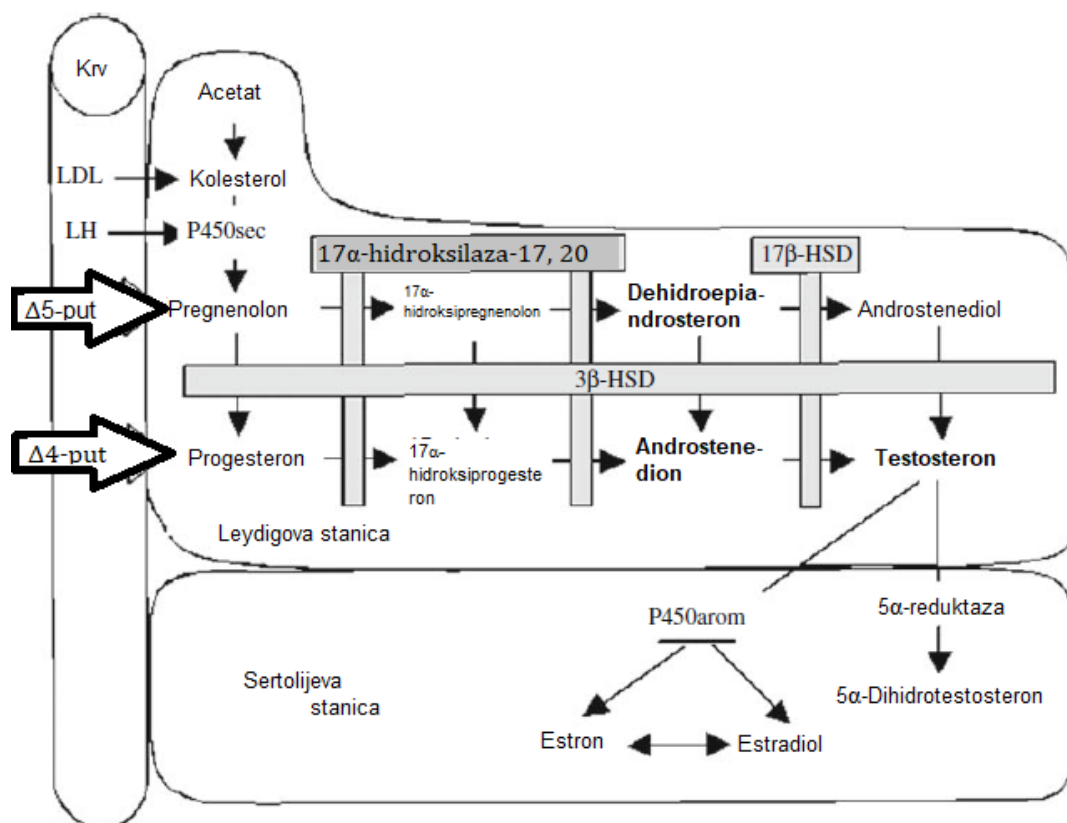 Krv
Acetat
LDL
Kolesterol
LH
P450sec
17α-hidroksilaza-17, 20
17β-HSD
Δ5-put
Pregnenolon
17α-
hidroksipregnenolon
Dehidroepia-
ndrosteron
Androstenediol
3β-HSD
Δ4-put
Progesteron
17α-
hidroksiprogeste
ron
Androstene-
dion
Testosteron
Leydigova stanica
P450arom
5α-reduktaza
Sertolijeva
stanica
5α-Dihidrotestosteron
Estron
Estradiol